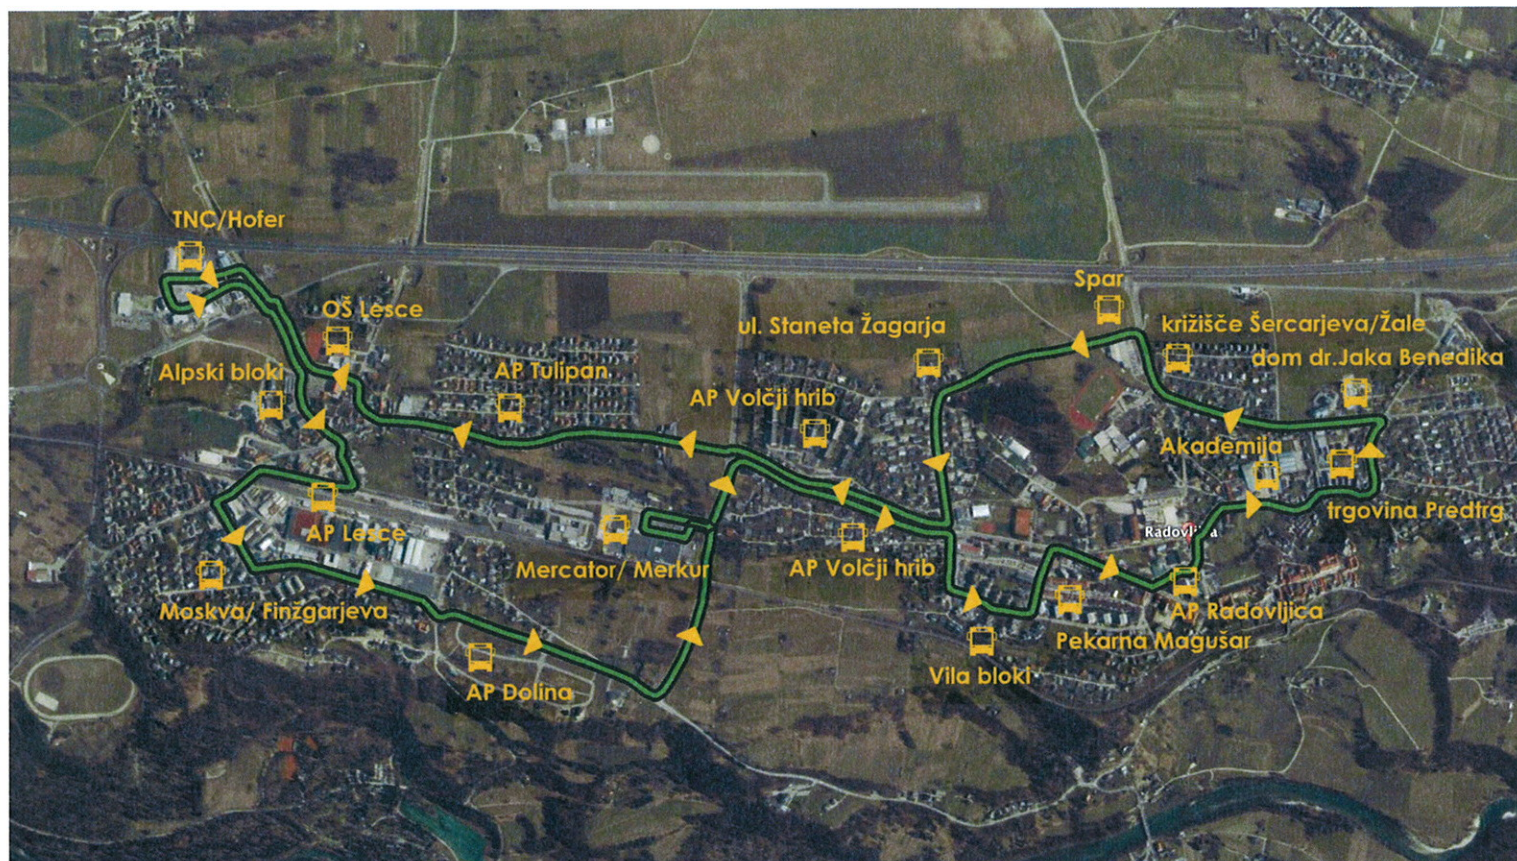 TNC/Hofer
OŠ Lesce
Alpski bloki
AP Tulipan
AP Volčji hrib
ul. Staneta Žagarja
Spar
križišče Šercarjeva/Žale
dom dr.Jaka Benedika
Akademija
trgovina Predtrg
Radovljica
AP Lesce
Moskva/ Finžgarjeva
AP Dolina
Mercator/ Merkur
AP Volčji hrib
AP Radovljica
Pekarna Magušar
Vila bloki